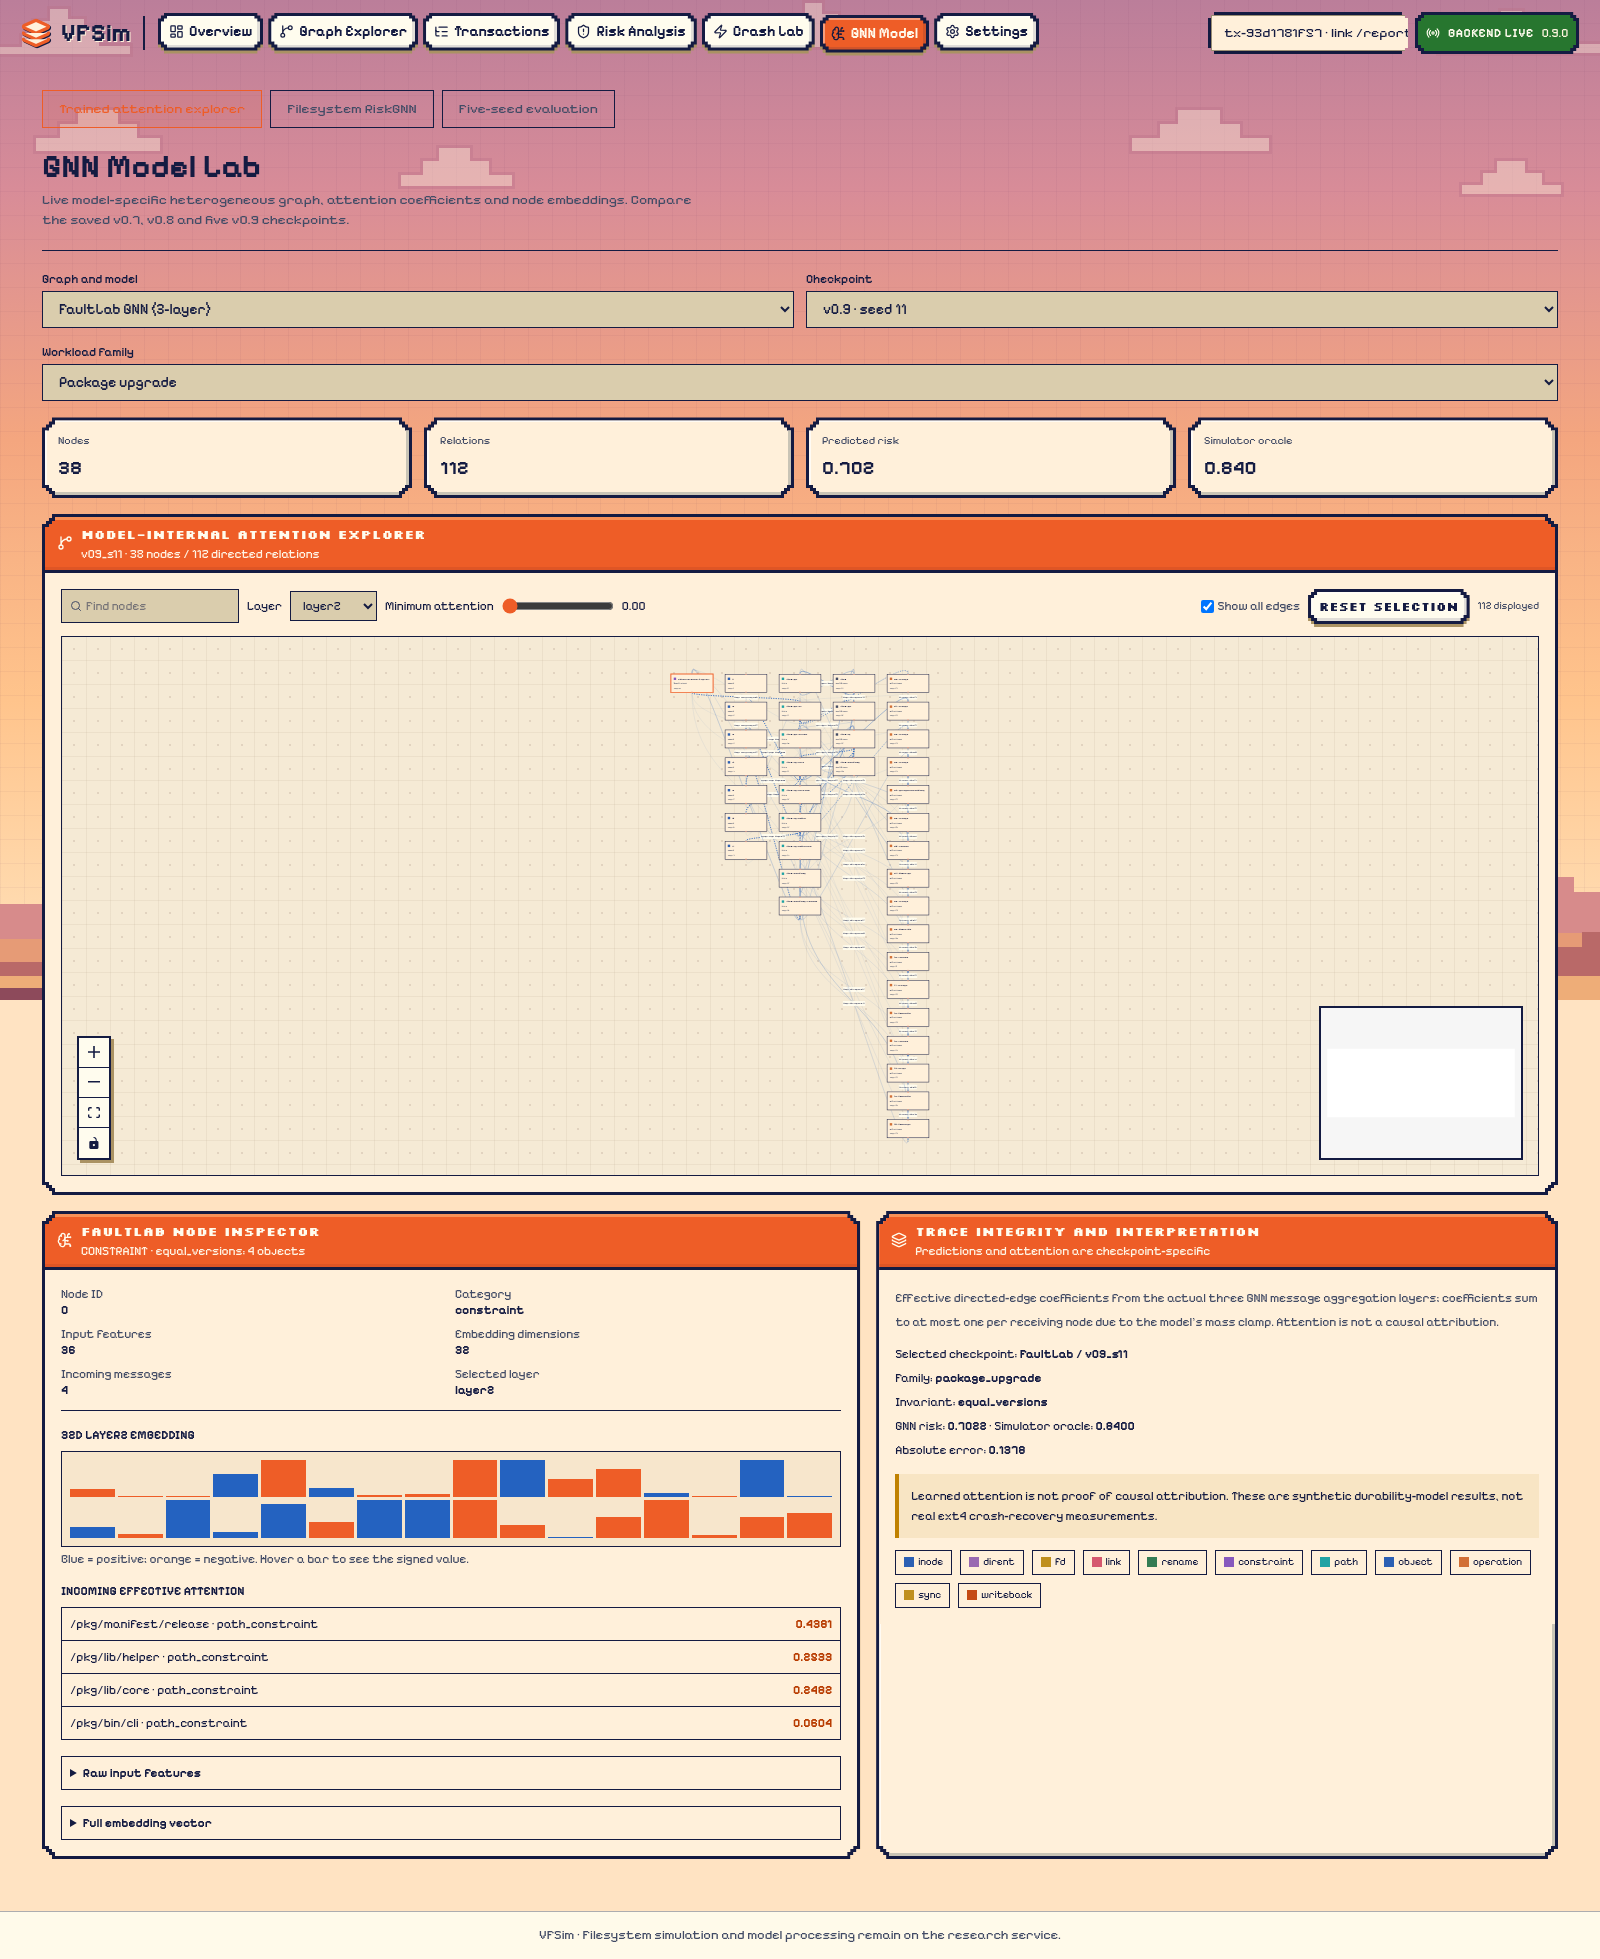 VFSim
Overview
Graph Explorer
Transactions
Risk Analysis
Crash Lab
GNN Model
Settings
tx-93d1781F87 · link /report
BACKEND LIVE 0.9.0
Trained attention explorer
Filesystem RiskGNN
Five-seed evaluation
GNN Model Lab
Live model-specific heterogeneous graph, attention coefficients and node embeddings. Compare
the saved v0.7, v0.8 and five v0.9 checkpoints.
Graph and model
Checkpoint
FaultLab GNN (3-layer)
v0.9 · seed 11
Workload family
Package upgrade
Nodes
38
Relations
112
Predicted risk
0.702
Simulator oracle
0.840
MODEL-INTERNAL ATTENTION EXPLORER
v09_s11 · 38 nodes / 112 directed relations
Find nodes
Layer
layer2
Minimum attention
0.00
Show all edges
RESET SELECTION
112 displayed
FAULTLAB NODE INSPECTOR
CONSTRAINT · equal_versions: 4 objects
Node ID
0
Category
constraint
Input features
36
Embedding dimensions
32
Incoming messages
4
Selected layer
layer2
32D LAYER2 EMBEDDING
Blue = positive; orange = negative. Hover a bar to see the signed value.
INCOMING EFFECTIVE ATTENTION
/pkg/manifest/release · path_constraint 0.4381
/pkg/lib/helper · path_constraint
/pkg/lib/core · path_constraint 0.2482
/pkg/bin/cli · path_constraint 0.0604
Raw input features
Full embedding vector
TRACE INTEGRITY AND INTERPRETATION
Predictions and attention are checkpoint-specific
Effective directed-edge coefficients from the actual three GNN message aggregation layers; coefficients sum
to at most one per receiving node due to the model's mass clamp. Attention is not a causal attribution.
Selected checkpoint: FaultLab / v09_s11
Family: package_upgrade
Invariant: equal_versions
GNN risk: 0.7022 · Simulator oracle: 0.8400
Absolute error: 0.1378
Learned attention is not proof of causal attribution. These are synthetic durability-model results, not
real ext4 crash-recovery measurements.
inode
dirent
fd
link
rename
constraint
path
object
operation
sync
writeback
VFSim · Filesystem simulation and model processing remain on the research service.